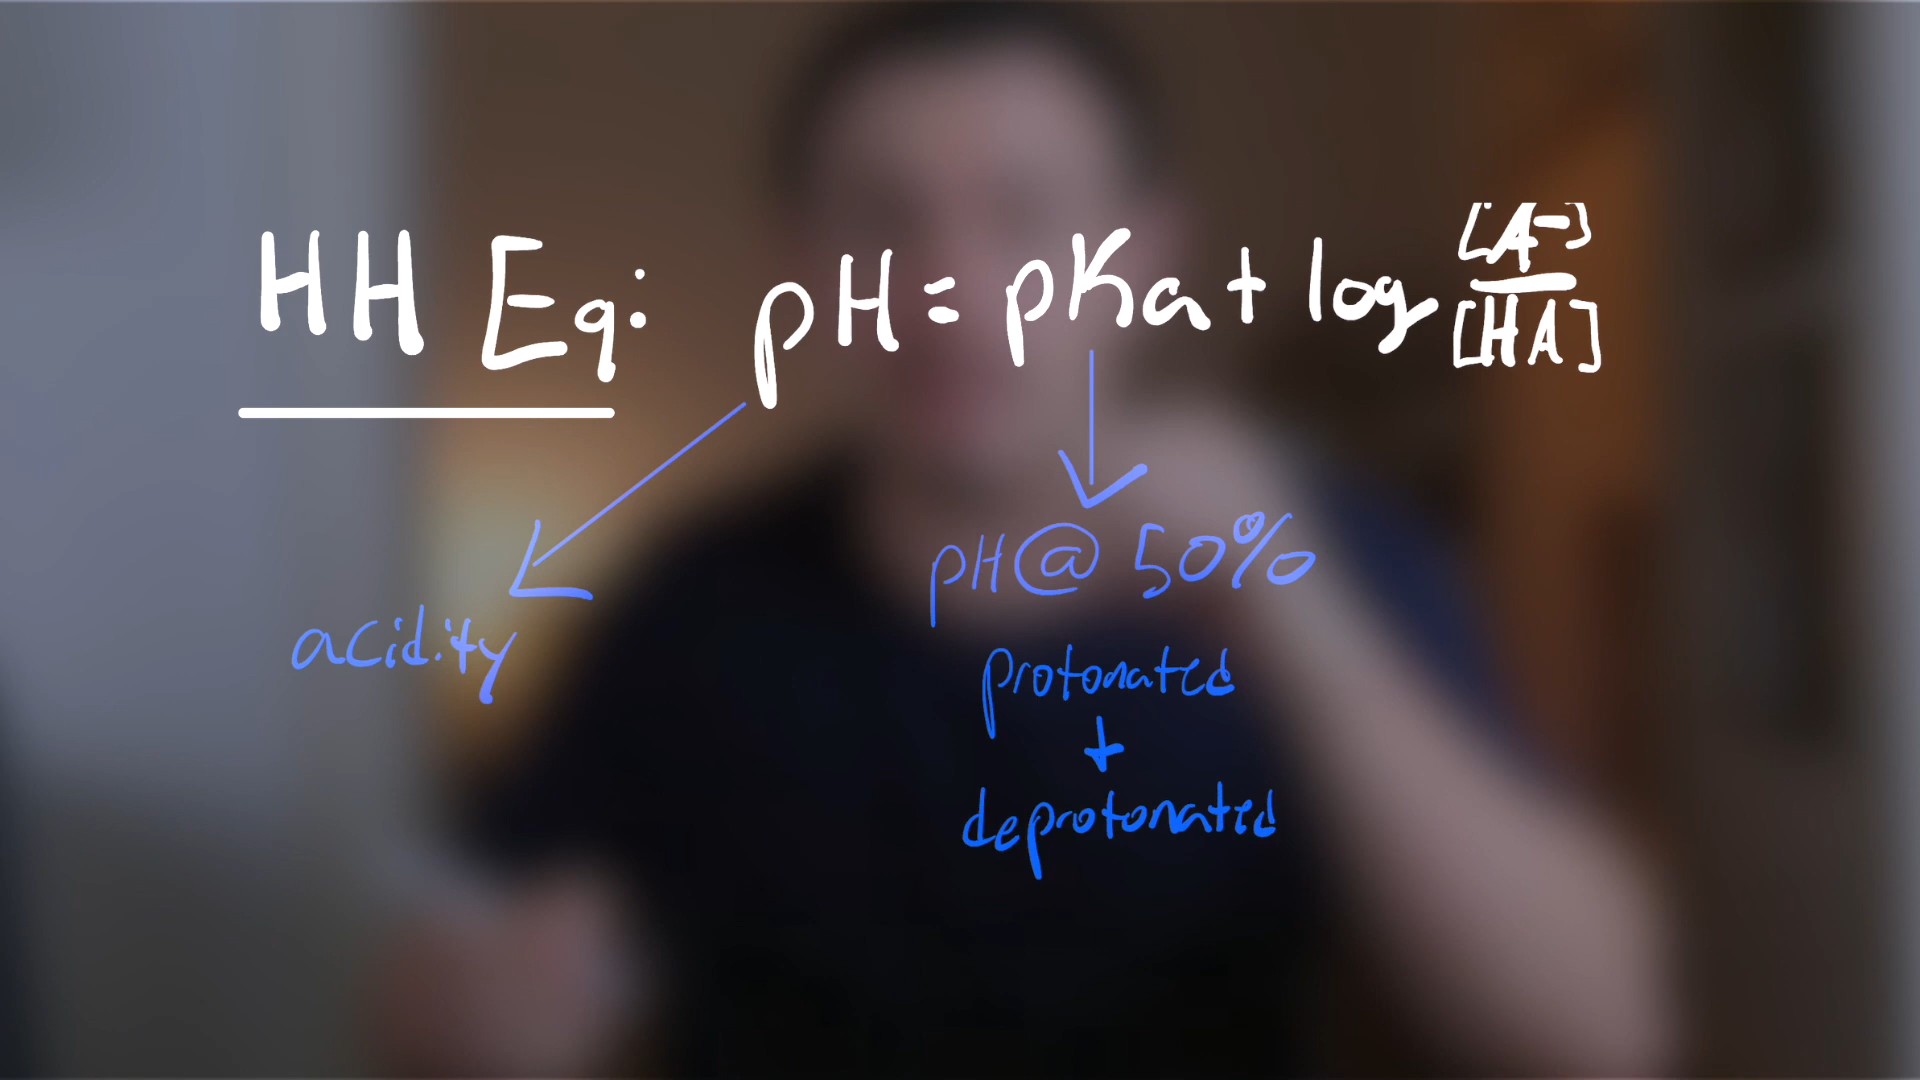 HH Eq: pH = pKa + log [A-]/[HA]
acidity
pH @ 50%
protonated
+
deprotonated